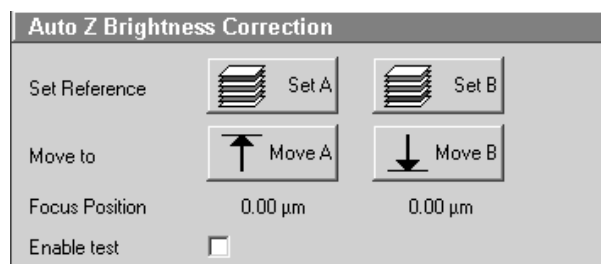 Auto Z Brightness Correction
Set Reference Set A Set B
Move to Move A Move B
Focus Position 0.00 µm 0.00 µm
Enable test